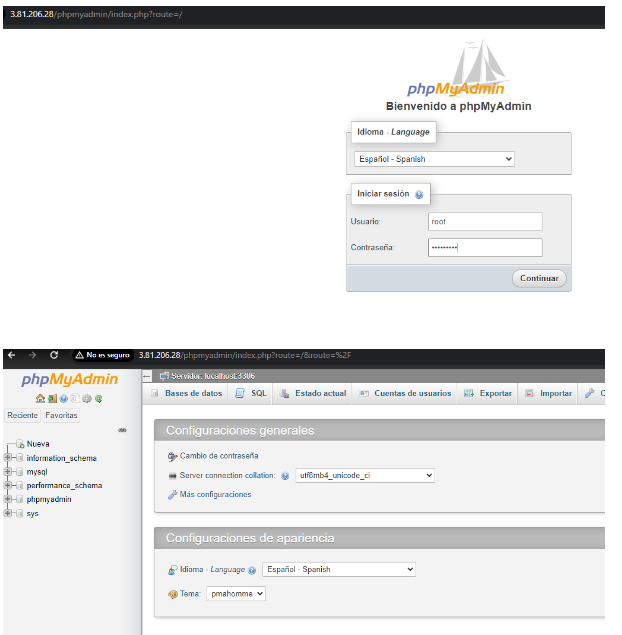 3.81.206.28/phpmyadmin/index.php?route=/
phpMyAdmin
Bienvenido a phpMyAdmin
Idioma - Language
Español - Spanish
Iniciar sesión
Usuario:
root
Contraseña:
Continuar
No es seguro
3.81.206.28/phpmyadmin/index.php?route=/&route=%2F
phpMyAdmin
Reciente Favoritas
Nueva
information_schema
mysql
performance_schema
phpmyadmin
sys
Servidor: localhost:3306
Bases de datos SQL Estado actual Cuentas de usuarios Exportar Importar
Configuraciones generales
Cambio de contraseña
Server connection collation: utf8mb4_unicode_ci
Más configuraciones
Configuraciones de apariencia
Idioma - Language Español - Spanish
Tema: pmahomme